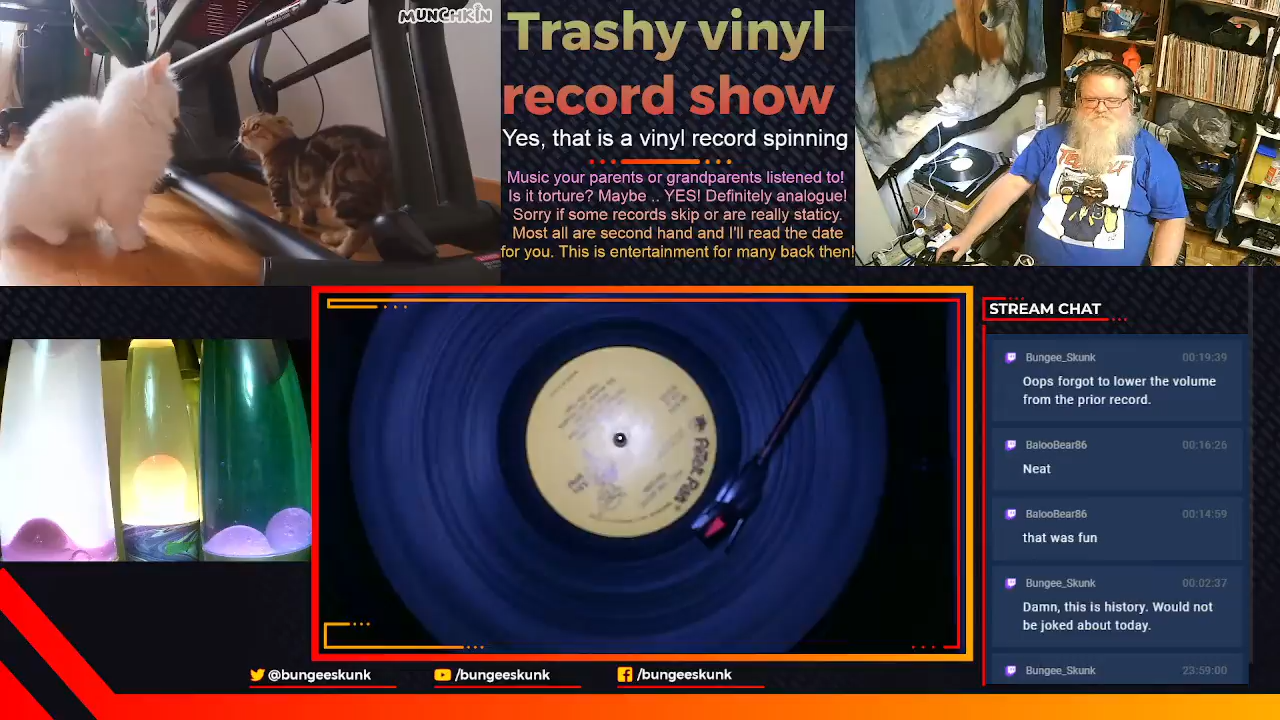 MUNCHKIN
Trashy vinyl
record show
Yes, that is a vinyl record spinning
Music your parents or grandparents listened to!
Is it torture? Maybe .. YES! Definitely analogue!
Sorry if some records skip or are really staticy.
Most all are second hand and I'll read the date
for you. This is entertainment for many back then!
Peter Pan
STREAM CHAT
Bungee_Skunk 00:19:39
Oops forgot to lower the volume
from the prior record.
BalooBear86 00:16:26
Neat
BalooBear86 00:14:59
that was fun
Bungee_Skunk 00:02:37
Damn, this is history. Would not
be joked about today.
Bungee_Skunk 23:59:00
@bungeeskunk
/bungeeskunk
/bungeeskunk